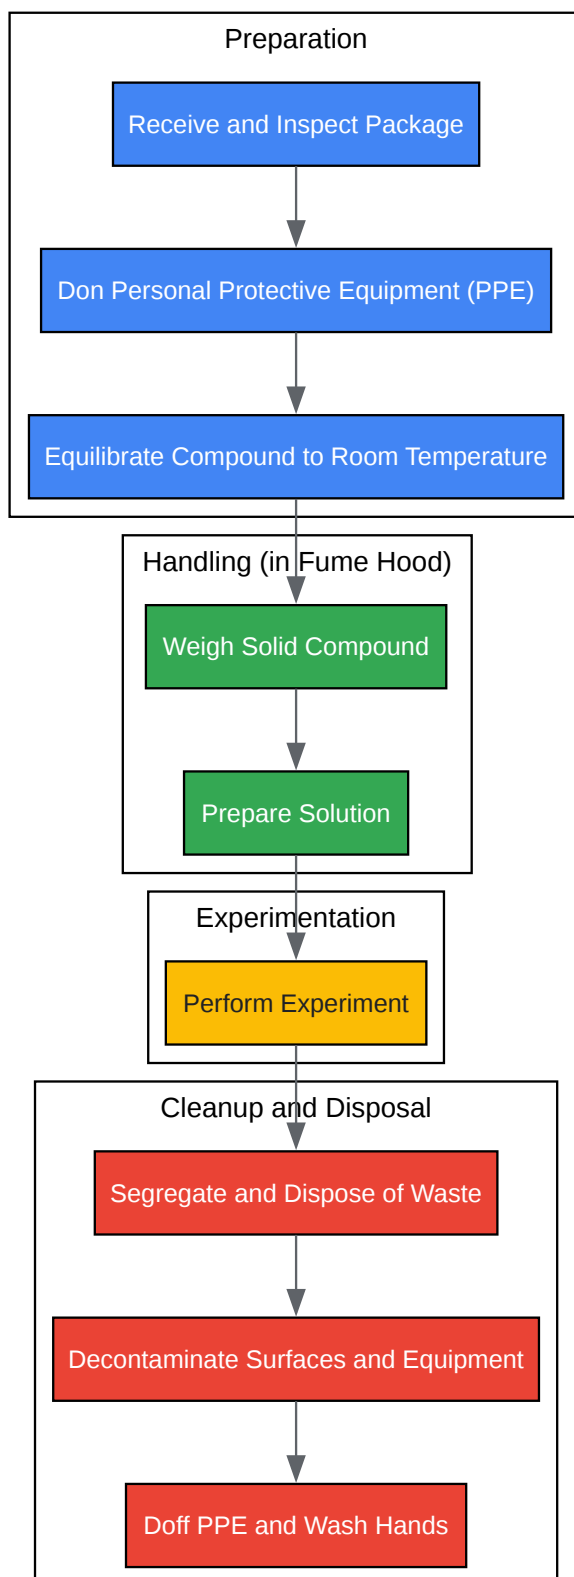 Preparation
Receive and Inspect Package
Don Personal Protective Equipment (PPE)
Equilibrate Compound to Room Temperature
Handling (in Fume Hood)
Weigh Solid Compound
Prepare Solution
Experimentation
Perform Experiment
Cleanup and Disposal
Segregate and Dispose of Waste
Decontaminate Surfaces and Equipment
Doff PPE and Wash Hands